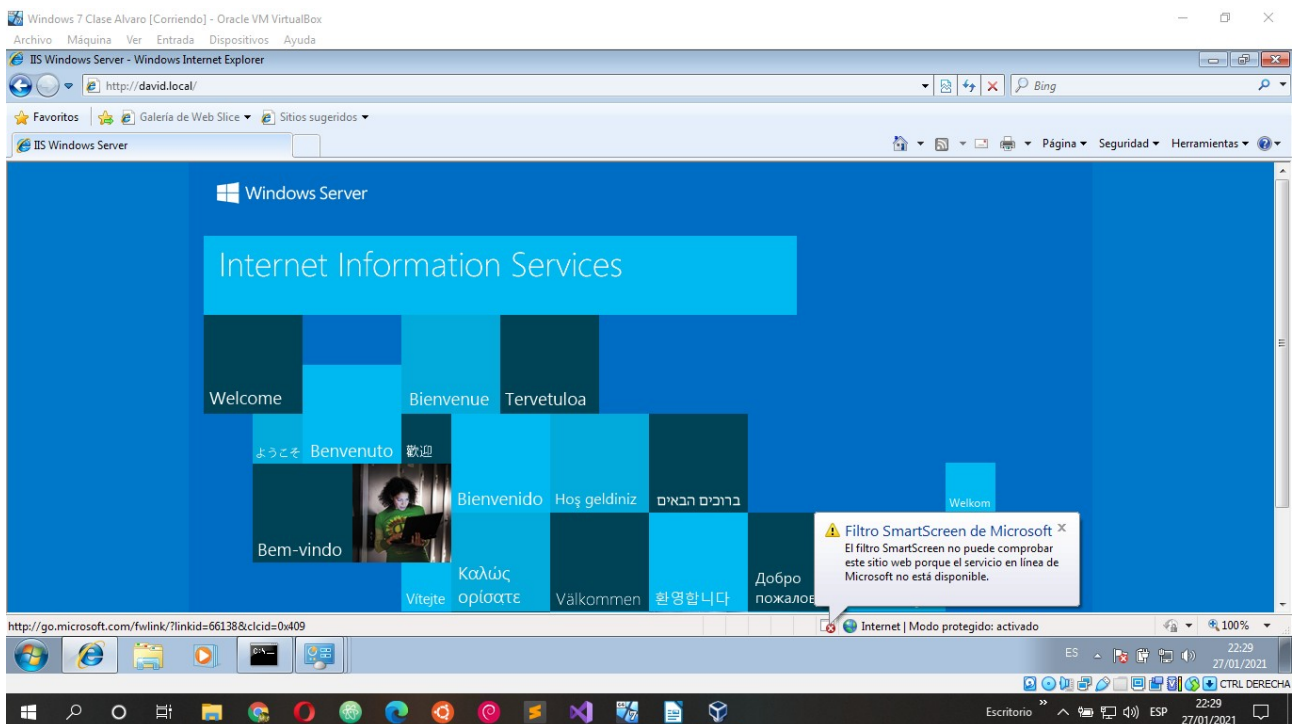 Windows 7 Clase Alvaro [Corriendo] - Oracle VM VirtualBox
Archivo Máquina Ver Entrada Dispositivos Ayuda
IIS Windows Server - Windows Internet Explorer
http://david.local/
Bing
Favoritos Galería de Web Slice Sitios sugeridos
IIS Windows Server
Página Seguridad Herramientas
Windows Server
Internet Information Services
Welcome
Bienvenue
Tervetuloa
ようこそ
Benvenuto
歡迎
Bienvenido
Hoş geldiniz
ברוכים הבאים
Welkom
Bem-vindo
Vítejte
Καλώς
ορίσατε
Välkommen
환영합니다
Добро
пожалов
Filtro SmartScreen de Microsoft
El filtro SmartScreen no puede comprobar
este sitio web porque el servicio en línea de
Microsoft no está disponible.
http://go.microsoft.com/fwlink/?linkid=66138&clcid=0x409
Internet | Modo protegido: activado
100%
C:\
ES
22:29
27/01/2021
CTRL DERECHA
Escritorio
ESP
22:29
27/01/2021